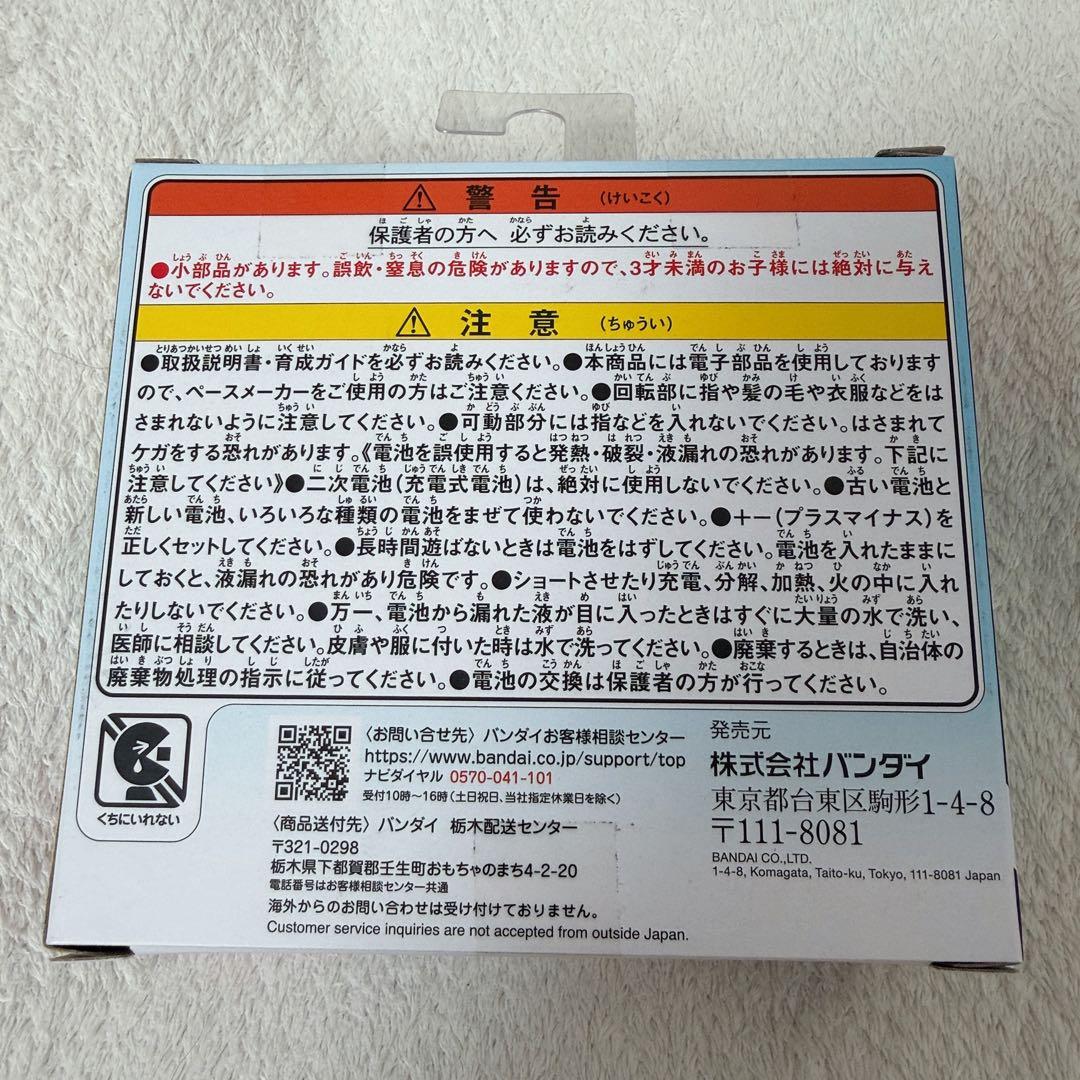 警告 (けいこく)
保護者の方へ 必ずお読みください。
●小部品があります。誤飲・窒息の危険がありますので、3才未満のお子様には絶対に与え
ないでください。
注意 (ちゅうい)
●取扱説明書・育成ガイドを必ずお読みください。●本商品には電子部品を使用しております
ので、ペースメーカーをご使用の方はご注意ください。●回転部に指や髪の毛や衣服などをは
さまれないように注意してください。●可動部分には指などを入れないでください。はさまれて
ケガをする恐れがあります。《電池を誤使用すると発熱・破裂・液漏れの恐れがあります。下記に
注意してください》●二次電池(充電式電池)は、絶対に使用しないでください。●古い電池と
新しい電池、いろいろな種類の電池をまぜて使わないでください。●+-(プラスマイナス)を
正しくセットしてください。●長時間遊ばないときは電池をはずしてください。電池を入れたままに
しておくと、液漏れの恐れがあり危険です。●ショートさせたり充電、分解、加熱、火の中に入れ
たりしないでください。●万一、電池から漏れた液が目に入ったときはすぐに大量の水で洗い、
医師に相談してください。皮膚や服に付いた時は水で洗ってください。●廃棄するときは、自治体の
廃棄物処理の指示に従ってください。●電池の交換は保護者の方が行ってください。
くちにいれない
〈お問い合せ先〉バンダイお客様相談センター
https://www.bandai.co.jp/support/top
ナビダイヤル 0570-041-101
受付10時〜16時(土日祝日、当社指定休業日を除く)
〈商品送付先〉バンダイ 栃木配送センター
〒321-0298
栃木県下都賀郡壬生町おもちゃのまち4-2-20
電話番号はお客様相談センター共通
海外からのお問い合わせは受け付けておりません。
Customer service inquiries are not accepted from outside Japan.
発売元
株式会社バンダイ
東京都台東区駒形1-4-8
〒111-8081
BANDAI CO.,LTD.
1-4-8, Komagata, Taito-ku, Tokyo, 111-8081 Japan